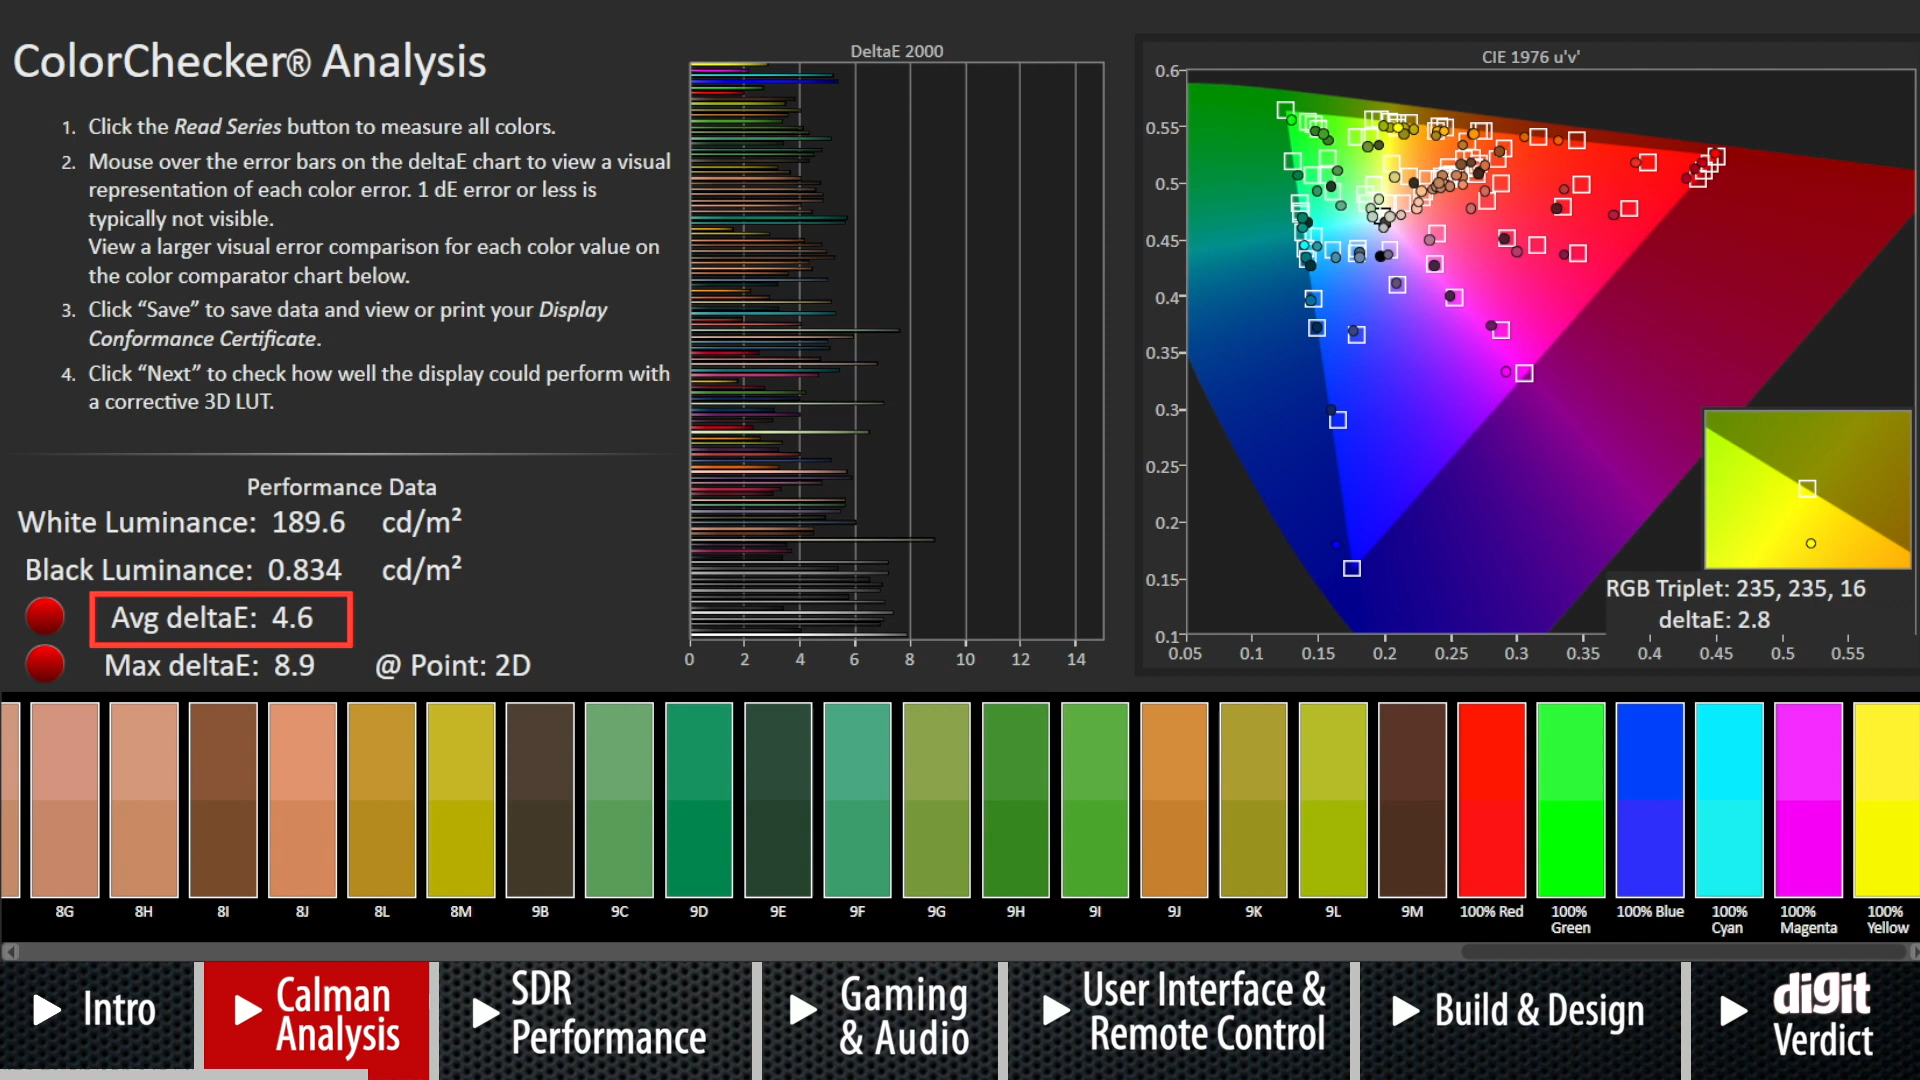 ColorChecker® Analysis
1. Click the Read Series button to measure all colors.
2. Mouse over the error bars on the deltaE chart to view a visual
representation of each color error. 1 dE error or less is
typically not visible.
View a larger visual error comparison for each color value on
the color comparator chart below.
3. Click “Save” to save data and view or print your Display
Conformance Certificate.
4. Click “Next” to check how well the display could perform with
a corrective 3D LUT.
Performance Data
White Luminance: 189.6 cd/m²
Black Luminance: 0.834 cd/m²
Avg deltaE: 4.6
Max deltaE: 8.9 @ Point: 2D
DeltaE 2000
0 2 4 6 8 10 12 14
CIE 1976 u'v'
0.6
0.55
0.5
0.45
0.4
0.35
0.3
0.25
0.2
0.15
0.1
0.05 0.1 0.15 0.2 0.25 0.3 0.35 0.4 0.45 0.5 0.55
RGB Triplet: 235, 235, 16
deltaE: 2.8
8G 8H 8I 8J 8L 8M 9B 9C 9D 9E 9F 9G 9H 9I 9J 9K 9L 9M 100% Red 100% Green 100% Blue 100% Cyan 100% Magenta 100% Yellow
Intro
Calman
Analysis
SDR
Performance
Gaming
& Audio
User Interface &
Remote Control
Build & Design
digit
Verdict